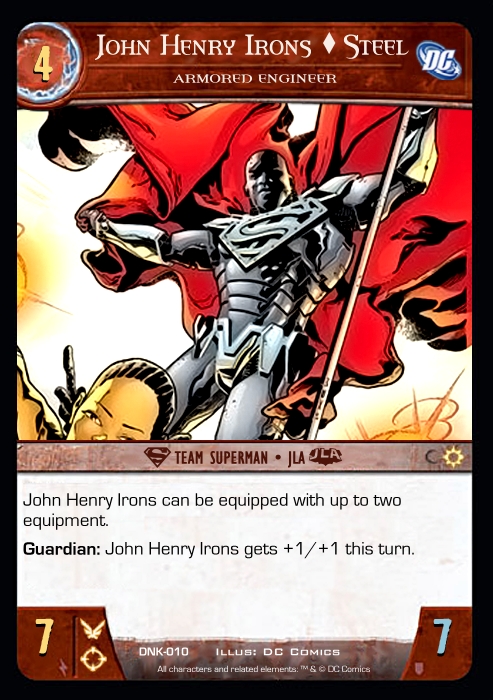 4
John Henry Irons ♦ Steel
DC
ARMORED ENGINEER
S
TEAM SUPERMAN • JLA JLA
C
John Henry Irons can be equipped with up to two
equipment.
Guardian: John Henry Irons gets +1/+1 this turn.
7
7
DNK-010 Illus: DC Comics
All characters and related elements: ™ & © DC Comics